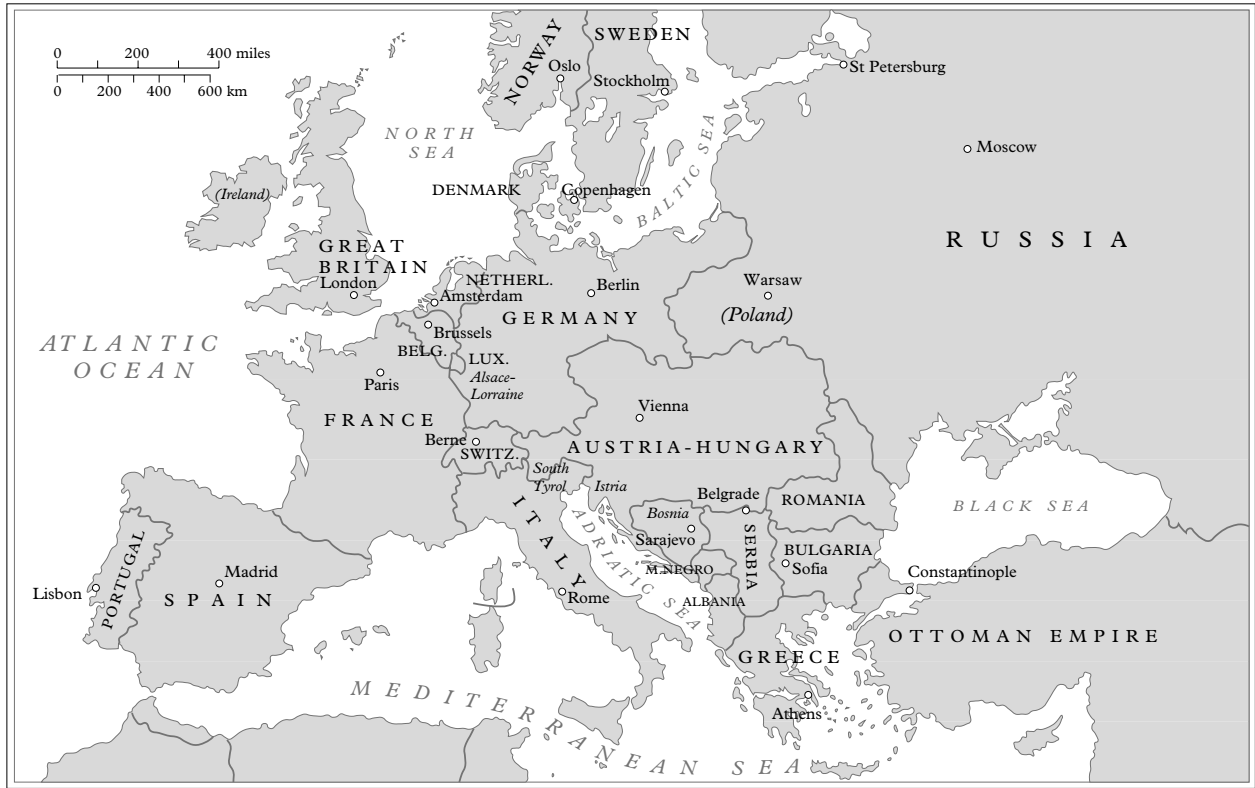 0 200 400 miles
0 200 400 600 km
NORWAY
SWEDEN
Oslo
Stockholm
St Petersburg
Moscow
NORTH
SEA
BALTIC SEA
DENMARK
Copenhagen
(Ireland)
GREAT
BRITAIN
London
RUSSIA
NETHERL.
Amsterdam
Berlin
GERMANY
Warsaw
(Poland)
ATLANTIC
OCEAN
Brussels
BELG.
LUX.
Alsace-
Lorraine
Paris
FRANCE
Vienna
Berne
SWITZ.
AUSTRIA-HUNGARY
South
Tyrol
Istria
Belgrade
ROMANIA
BLACK SEA
ITALY
ADRIATIC SEA
Bosnia
Sarajevo
SERBIA
BULGARIA
Sofia
M.NEGRO
ALBANIA
Constantinople
PORTUGAL
Lisbon
Madrid
SPAIN
Rome
OTTOMAN EMPIRE
GREECE
Athens
MEDITERRANEAN SEA